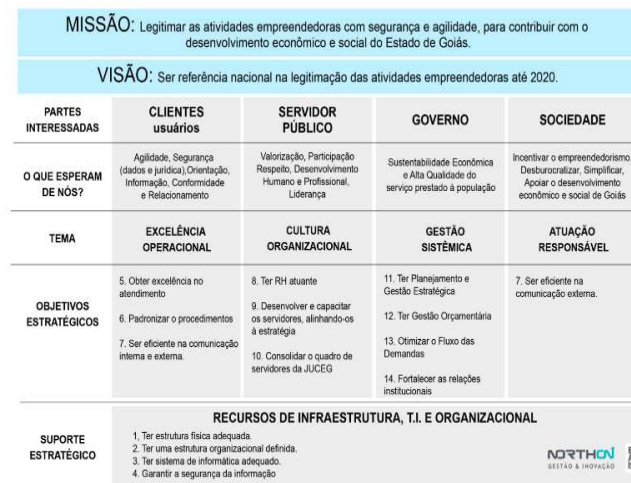 MISSÃO: Legitimar as atividades empreendedoras com segurança e agilidade, para contribuir com o
desenvolvimento econômico e social do Estado de Goiás.
VISÃO: Ser referência nacional na legitimação das atividades empreendedoras até 2020.
PARTES
INTERESSADAS
CLIENTES
usuários
SERVIDOR
PÚBLICO
GOVERNO
SOCIEDADE
O QUE ESPERAM
DE NÓS?
Agilidade, Segurança
(dados e jurídica),Orientação,
Informação, Conformidade
e Relacionamento
Valorização, Participação
Respeito, Desenvolvimento
Humano e Profissional,
Liderança
Sustentabilidade Econômica
e Alta Qualidade do
serviço prestado à população
Incentivar o empreendedorismo,
Desburocratizar, Simplificar,
Apoiar o desenvolvimento
econômico e social de Goiás
TEMA
EXCELÊNCIA
OPERACIONAL
CULTURA
ORGANIZACIONAL
GESTÃO
SISTÊMICA
ATUAÇÃO
RESPONSÁVEL
OBJETIVOS
ESTRATÉGICOS
5. Obter excelência no
atendimento
6. Padronizar o procedimentos
7. Ser eficiente na comunicação
interna e externa.
8. Ter RH atuante
9. Desenvolver e capacitar
os servidores, alinhando-os
à estratégia
10. Consolidar o quadro de
servidores da JUCEG
11. Ter Planejamento e
Gestão Estratégica
12. Ter Gestão Orçamentária
13. Otimizar o Fluxo das
Demandas
14. Fortalecer as relações
institucionais
7. Ser eficiente na
comunicação externa.
SUPORTE
ESTRATÉGICO
RECURSOS DE INFRAESTRUTURA, T.I. E ORGANIZACIONAL
1, Ter estrutura física adequada.
2. Ter uma estrutura organizacional definida.
3. Ter sistema de informática adequado.
4. Garantir a segurança da informação
NORTHON
GESTÃO & INOVAÇÃO